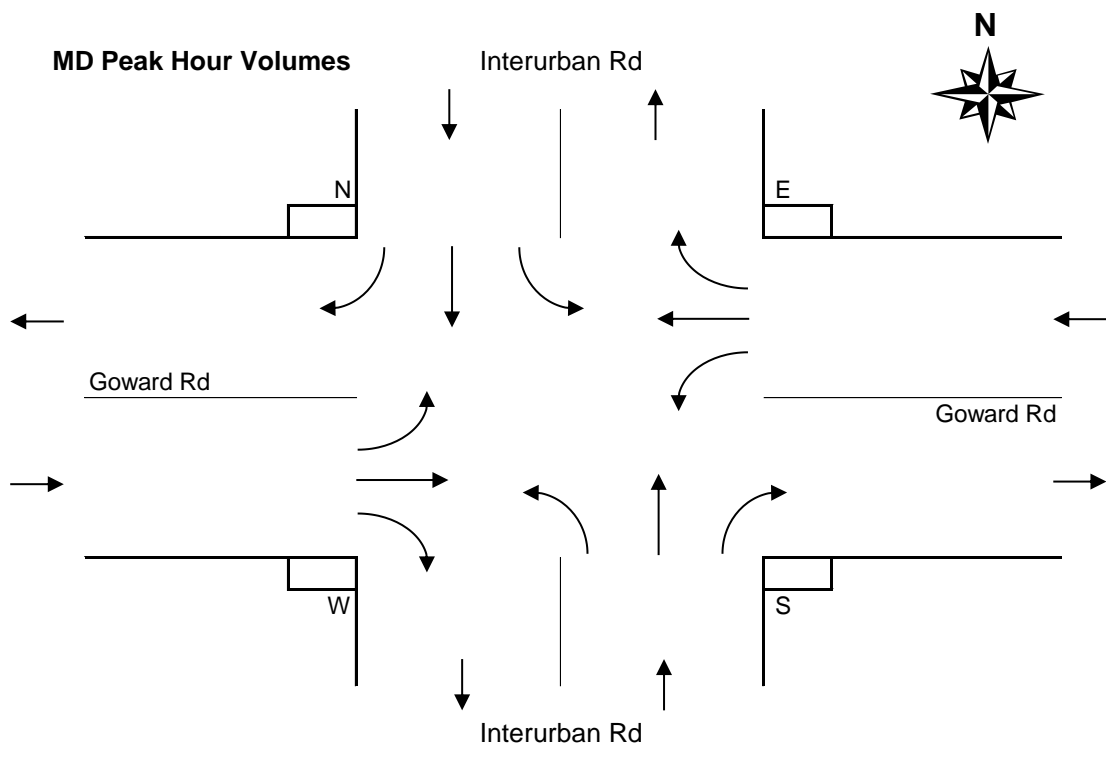 N
MD Peak Hour Volumes
Interurban Rd
N
E
Goward Rd
Goward Rd
W
S
Interurban Rd